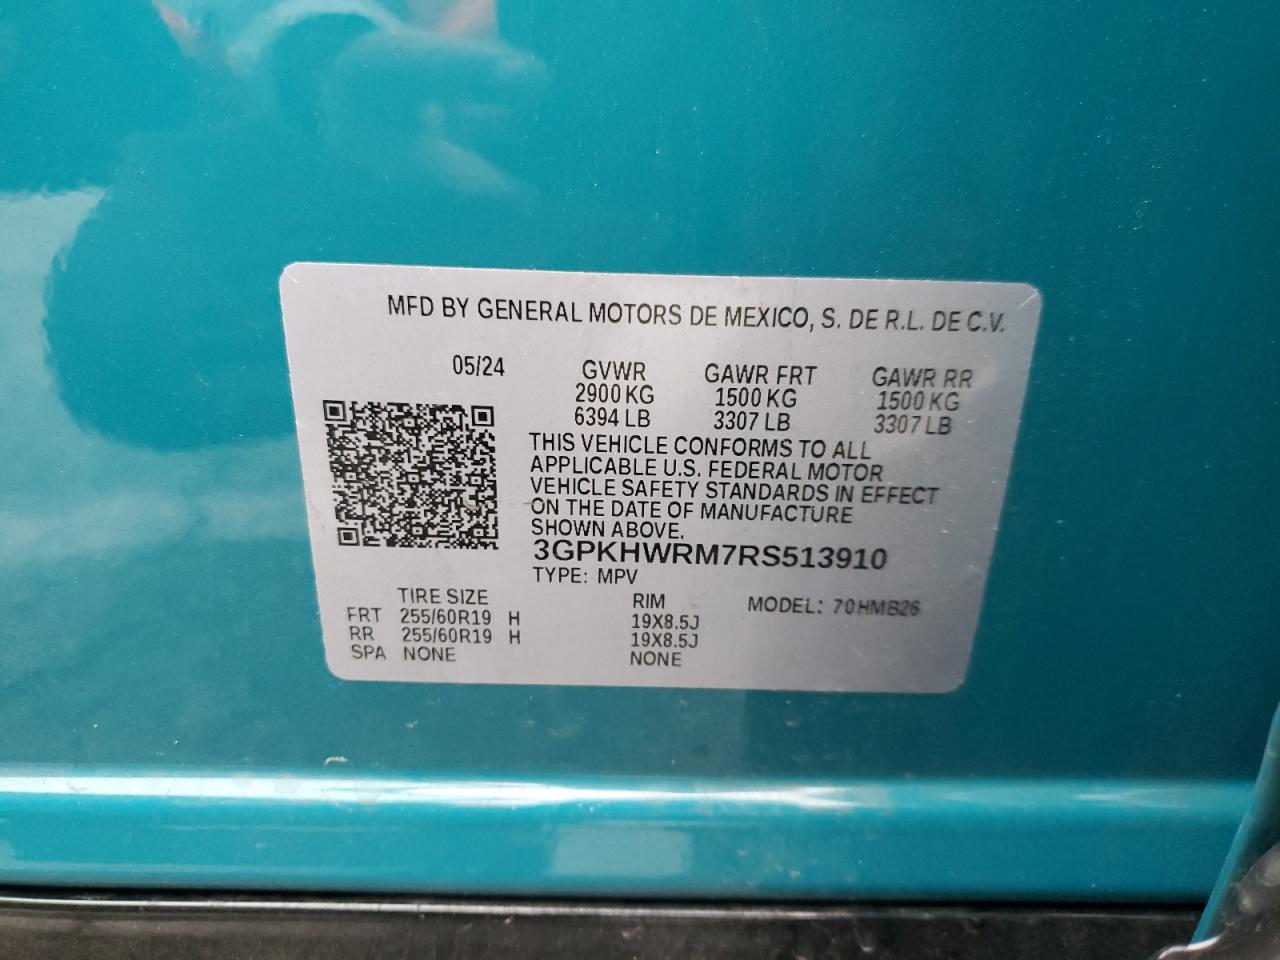 MFD BY GENERAL MOTORS DE MEXICO, S. DE R.L. DE C.V.
05/24 GVWR GAWR FRT GAWR RR
2900 KG 1500 KG 1500 KG
6394 LB 3307 LB 3307 LB
THIS VEHICLE CONFORMS TO ALL
APPLICABLE U.S. FEDERAL MOTOR
VEHICLE SAFETY STANDARDS IN EFFECT
ON THE DATE OF MANUFACTURE
SHOWN ABOVE.
3GPKHWRM7RS513910
TYPE: MPV
TIRE SIZE RIM MODEL: 70HMB26
FRT 255/60R19 H 19X8.5J
RR 255/60R19 H 19X8.5J
SPA NONE NONE